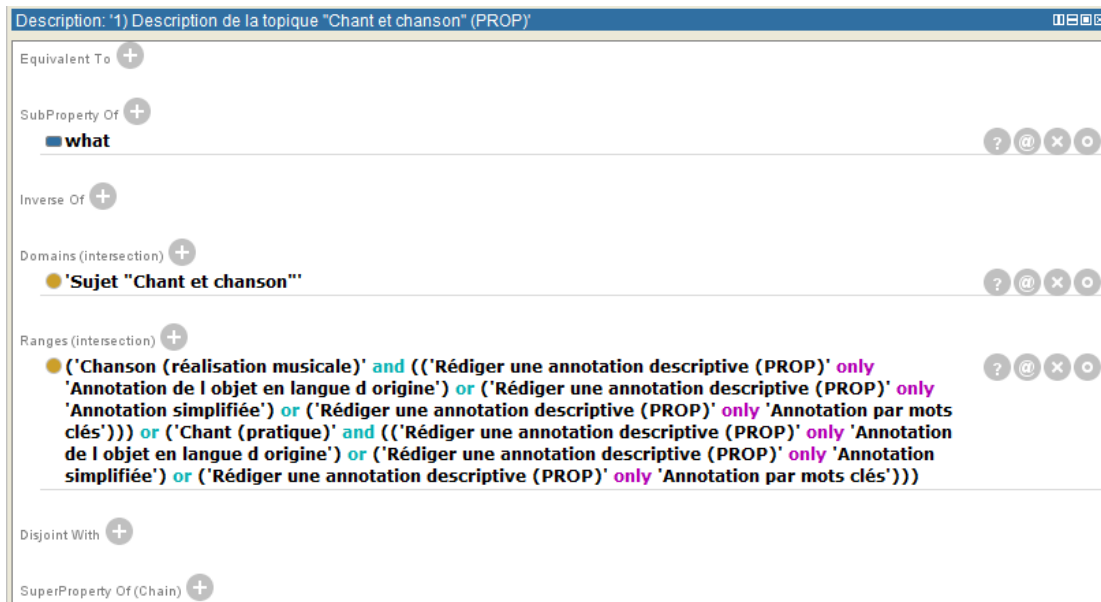 Description: '1) Description de la topique "Chant et chanson" (PROP)'
Equivalent To
SubProperty Of
what
Inverse Of
Domains (intersection)
'Sujet "Chant et chanson"'
Ranges (intersection)
('Chanson (réalisation musicale)' and (('Rédiger une annotation descriptive (PROP)' only
'Annotation de l objet en langue d origine') or ('Rédiger une annotation descriptive (PROP)' only
'Annotation simplifiée') or ('Rédiger une annotation descriptive (PROP)' only 'Annotation par mots
clés'))) or ('Chant (pratique)' and (('Rédiger une annotation descriptive (PROP)' only 'Annotation
de l objet en langue d origine') or ('Rédiger une annotation descriptive (PROP)' only 'Annotation
simplifiée') or ('Rédiger une annotation descriptive (PROP)' only 'Annotation par mots clés')))
Disjoint With
SuperProperty Of (Chain)